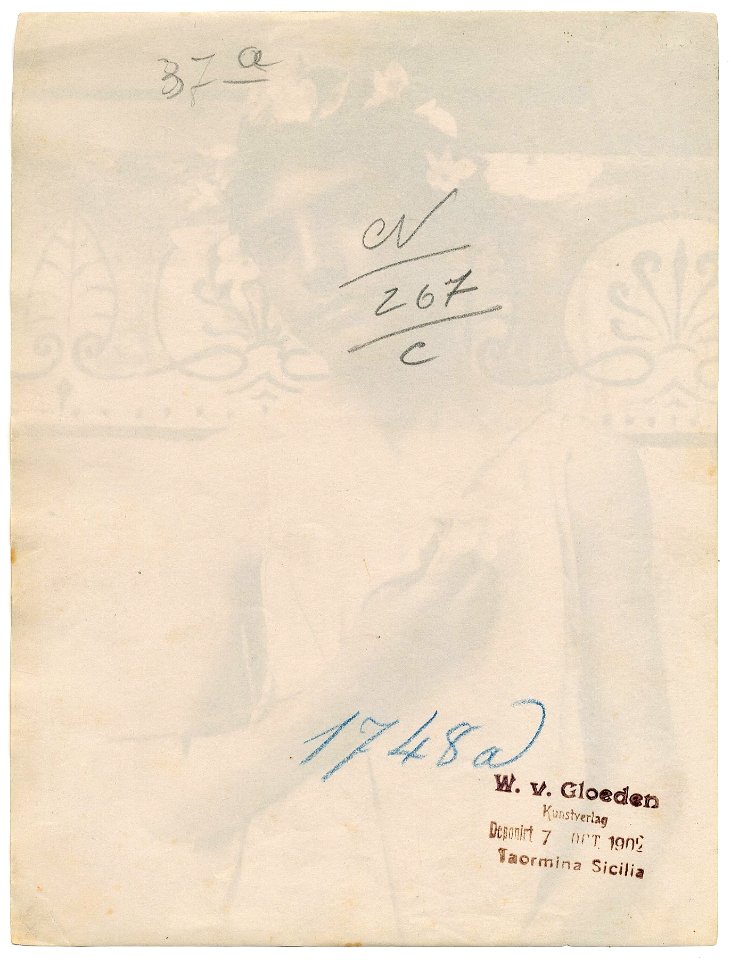 37 a
N
267
c
1748a
W. v. Gloeden
Kunstverlag
Deponirt 7 OCT. 1902
Taormina Sicilia